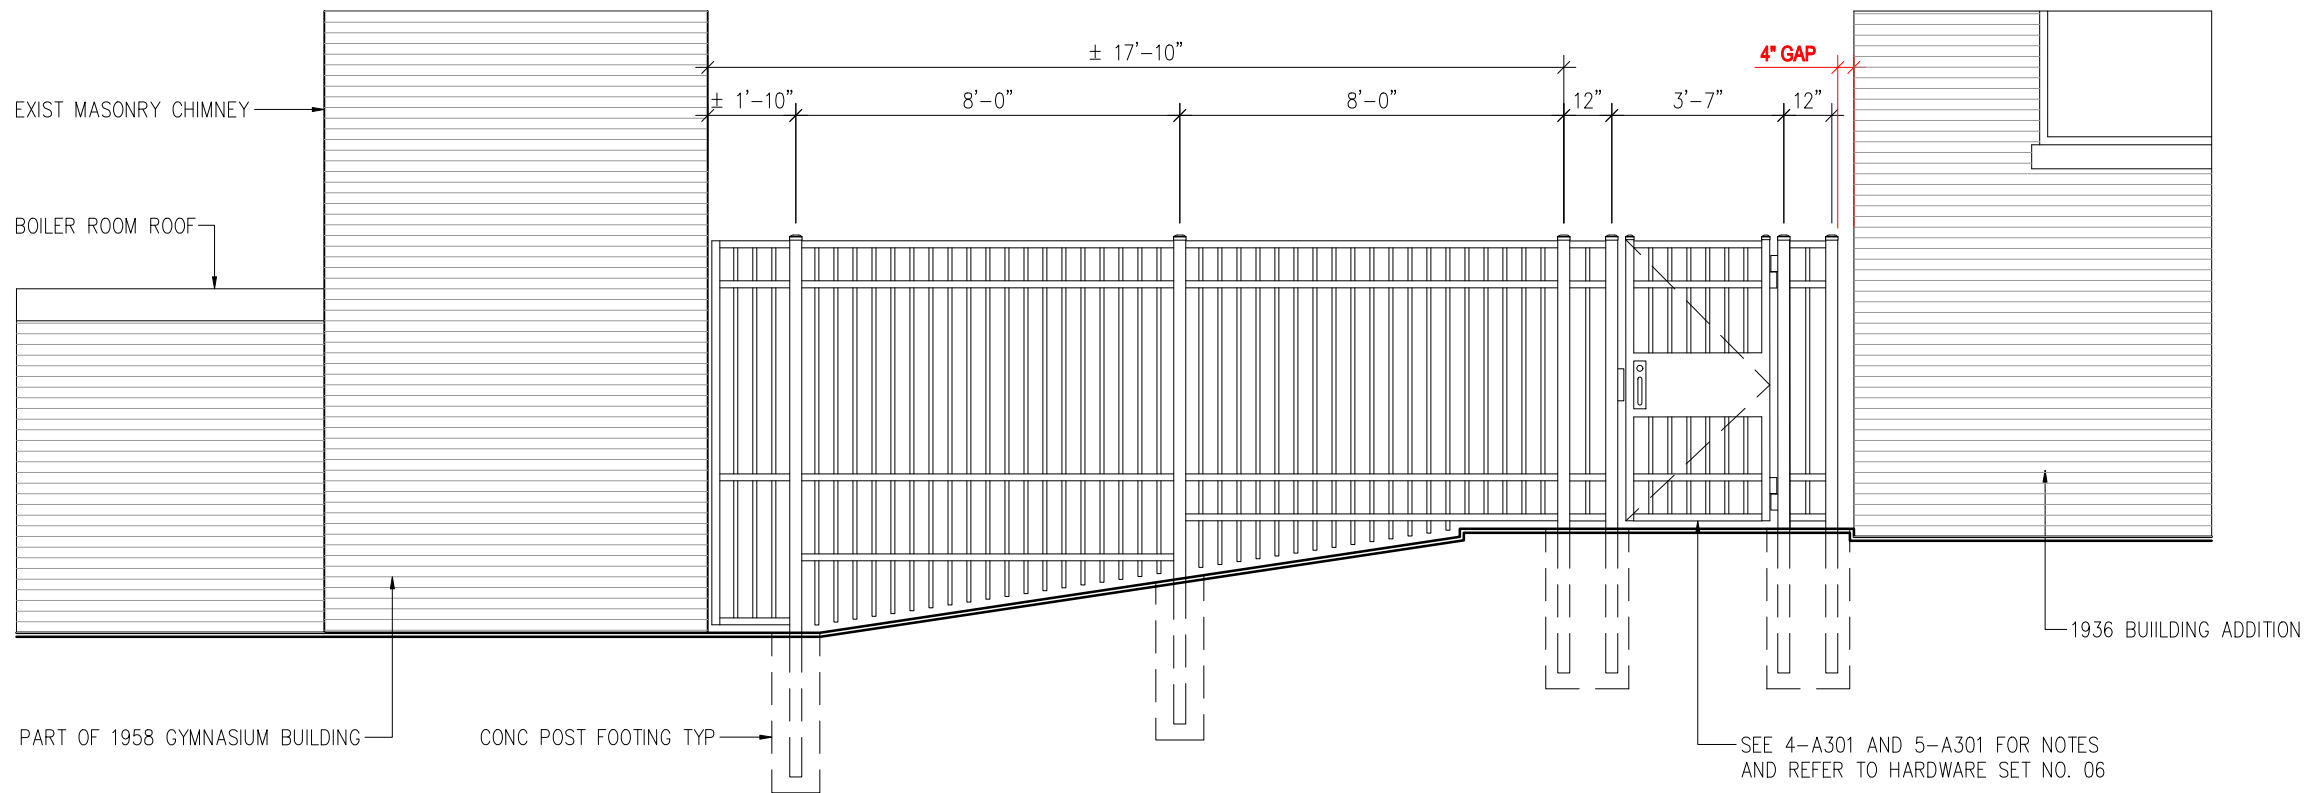 ± 17’-10”
4" GAP
± 1’-10”
8’-0”
8’-0”
12”
3’-7”
12”
EXIST MASONRY CHIMNEY
BOILER ROOM ROOF
1936 BUIILDING ADDITION
PART OF 1958 GYMNASIUM BUILDING
CONC POST FOOTING TYP
SEE 4-A301 AND 5-A301 FOR NOTES
AND REFER TO HARDWARE SET NO. 06